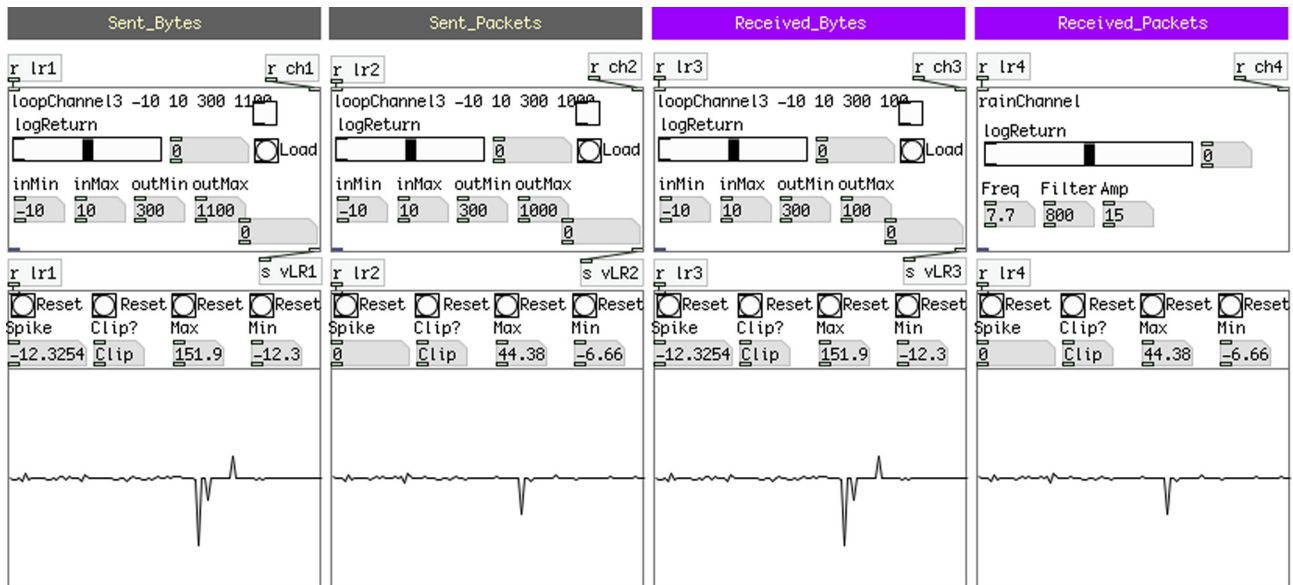 Sent_Bytes
Sent_Packets
Received_Bytes
Received_Packets
r lr1
r ch1
r lr2
r ch2
r lr3
r ch3
r lr4
r ch4
loopChannel3 -10 10 300 1100
logReturn
0
Load
inMin inMax outMin outMax
-10 10 300 1100
0
loopChannel3 -10 10 300 1000
logReturn
0
Load
inMin inMax outMin outMax
-10 10 300 1000
0
loopChannel3 -10 10 300 100
logReturn
0
Load
inMin inMax outMin outMax
-10 10 300 100
0
rainChannel
logReturn
0
Freq Filter Amp
7.7 800 15
r lr1
s vLR1
r lr2
s vLR2
r lr3
s vLR3
r lr4
Reset Reset Reset Reset
Spike Clip? Max Min
-12.3254 Clip 151.9 -12.3
Reset Reset Reset Reset
Spike Clip? Max Min
0 Clip 44.38 -6.66
Reset Reset Reset Reset
Spike Clip? Max Min
-12.3254 Clip 151.9 -12.3
Reset Reset Reset Reset
Spike Clip? Max Min
0 Clip 44.38 -6.66